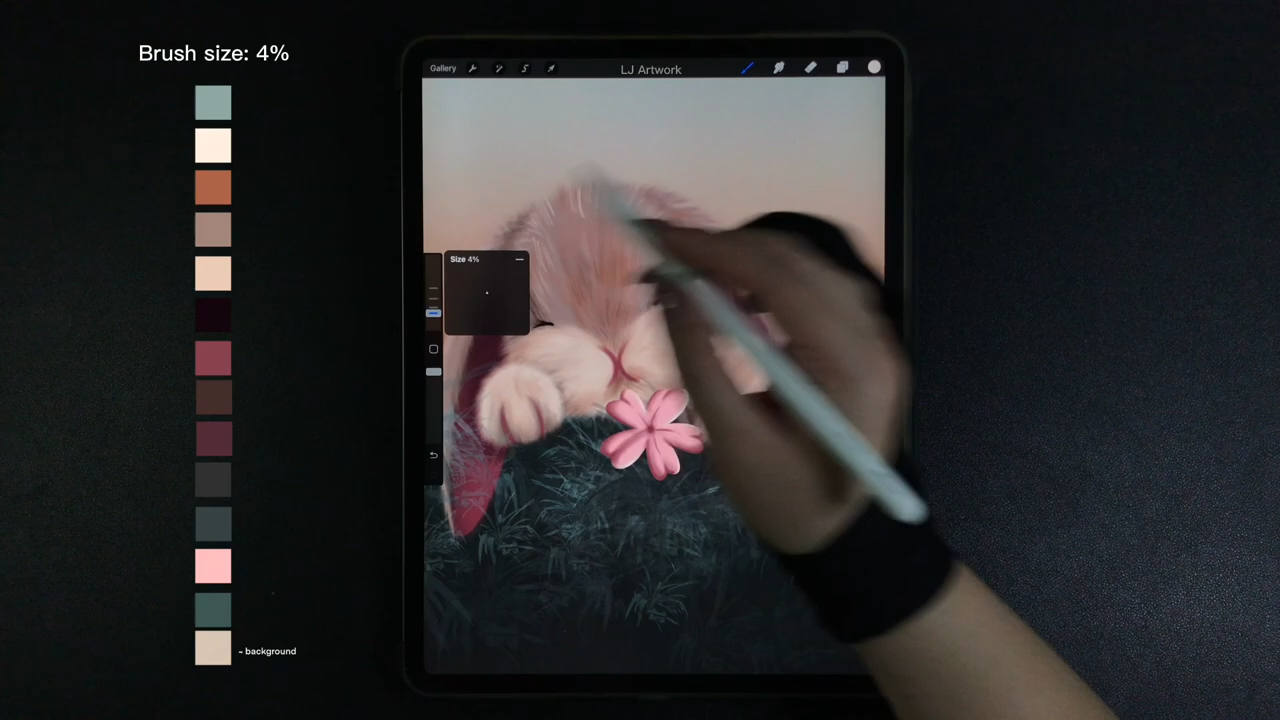 Brush size: 4%
Gallery
LJ Artwork
Size 4%
~ background